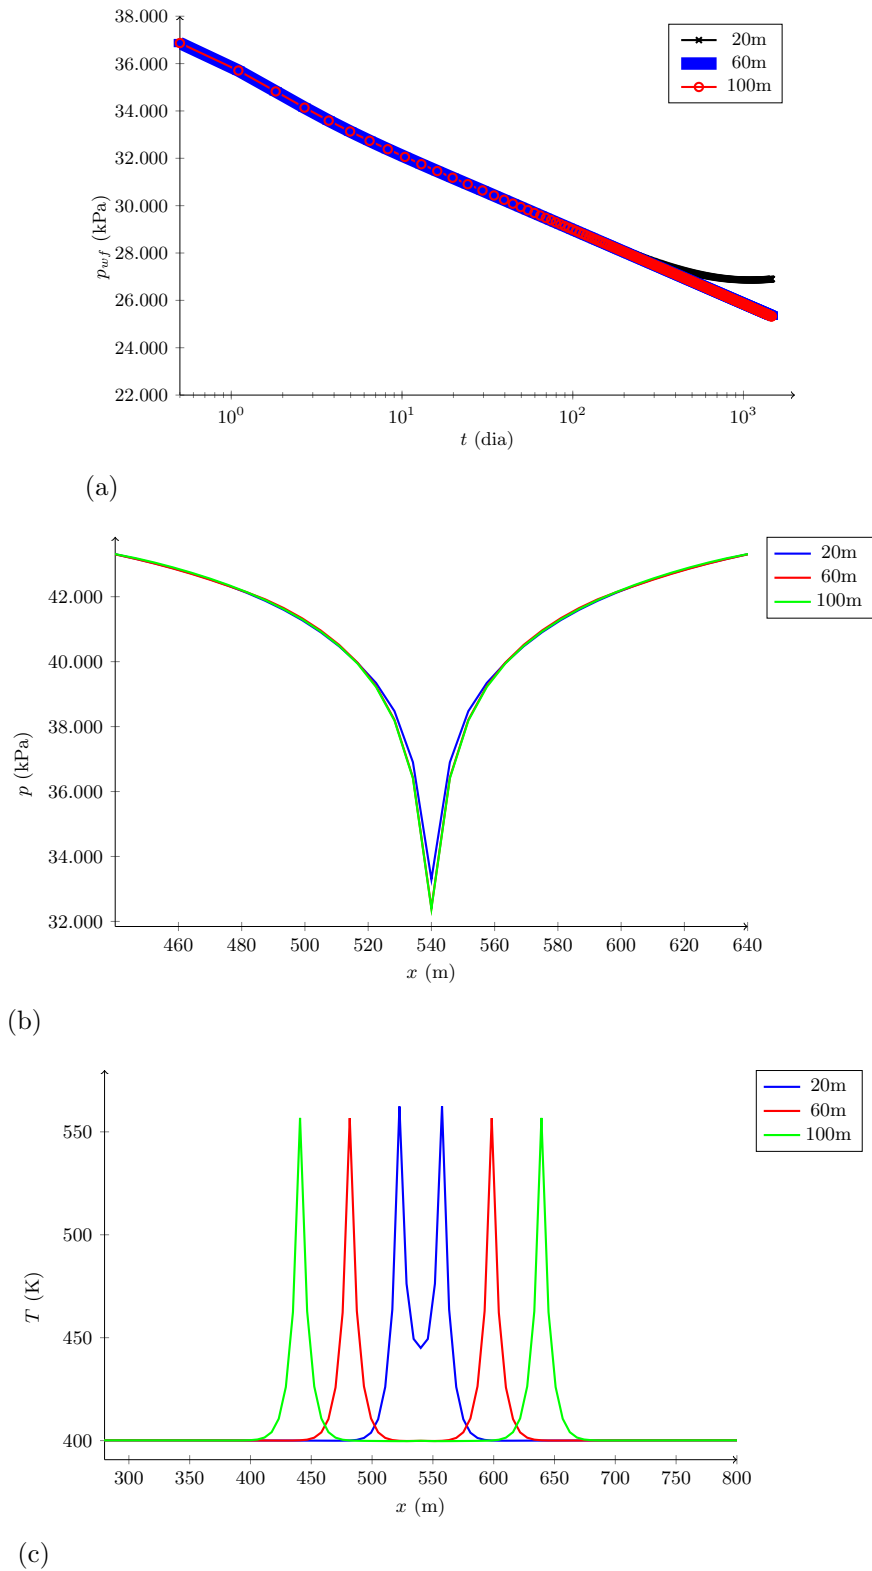 38.000
36.000
34.000
32.000
30.000
28.000
26.000
24.000
22.000
p_wf (kPa)
10^0 10^1 10^2 10^3
t (dia)
20m
60m
100m
(a)
42.000
40.000
38.000
36.000
34.000
32.000
p (kPa)
460 480 500 520 540 560 580 600 620 640
x (m)
20m
60m
100m
(b)
550
500
450
400
T (K)
300 350 400 450 500 550 600 650 700 750 800
x (m)
20m
60m
100m
(c)